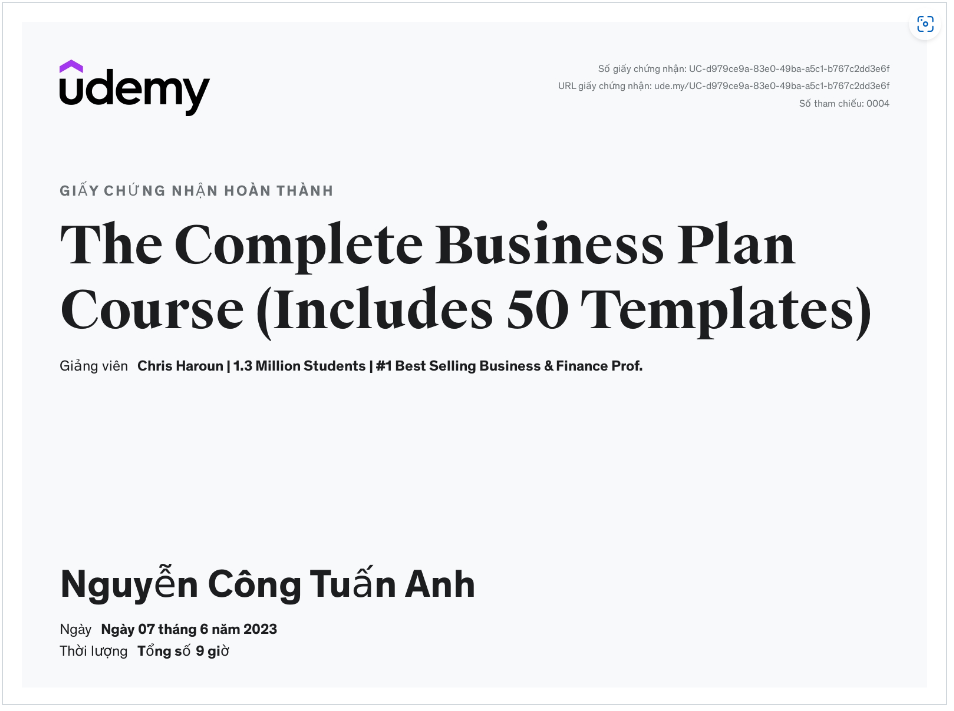 udemy
Số giấy chứng nhận: UC-d979ce9a-83e0-49ba-a5c1-b767c2dd3e6f
URL giấy chứng nhận: ude.my/UC-d979ce9a-83e0-49ba-a5c1-b767c2dd3e6f
Số tham chiếu: 0004
GIẤY CHỨNG NHẬN HOÀN THÀNH
The Complete Business Plan
Course (Includes 50 Templates)
Giảng viên Chris Haroun | 1.3 Million Students | #1 Best Selling Business & Finance Prof.
Nguyễn Công Tuấn Anh
Ngày Ngày 07 tháng 6 năm 2023
Thời lượng Tổng số 9 giờ